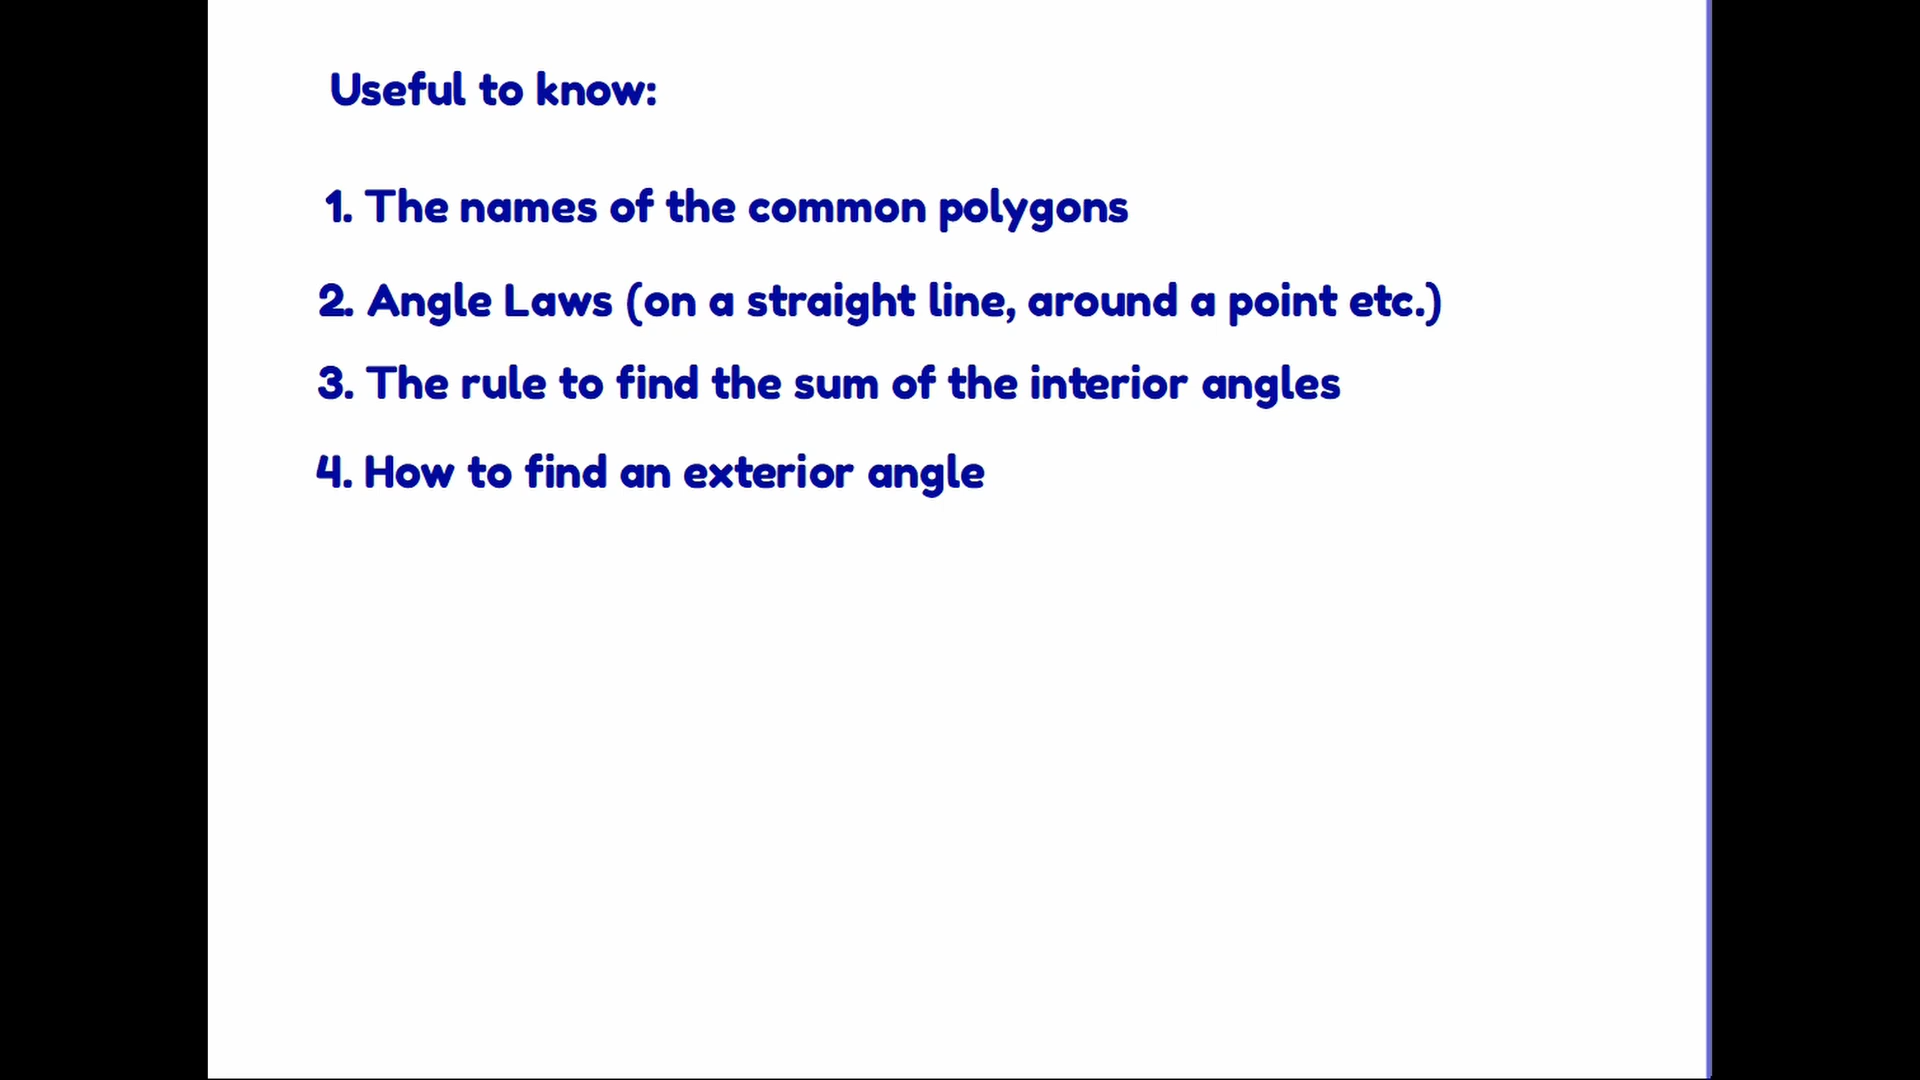 Useful to know:
1. The names of the common polygons
2. Angle Laws (on a straight line, around a point etc.)
3. The rule to find the sum of the interior angles
4. How to find an exterior angle